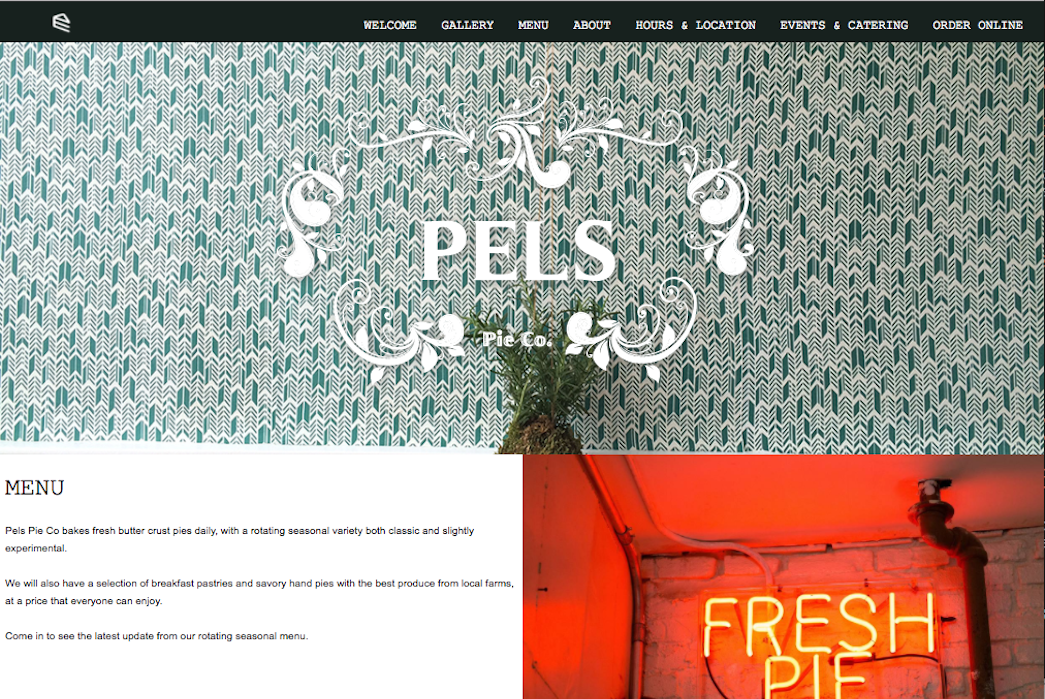 WELCOME GALLERY MENU ABOUT HOURS & LOCATION EVENTS & CATERING ORDER ONLINE
PELS
Pie Co.
MENU
Pels Pie Co bakes fresh butter crust pies daily, with a rotating seasonal variety both classic and slightly
experimental.
We will also have a selection of breakfast pastries and savory hand pies with the best produce from local farms,
at a price that everyone can enjoy.
Come in to see the latest update from our rotating seasonal menu.
FRESH
PIE